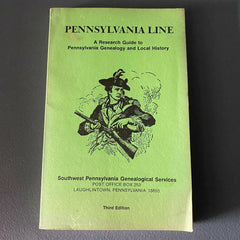 PENNSYLVANIA LINE
A Research Guide to
Pennsylvania Genealogy and Local History
Southwest Pennsylvania Genealogical Services
POST OFFICE BOX 253
LAUGHLINTOWN, PENNSYLVANIA 15655
Third Edition